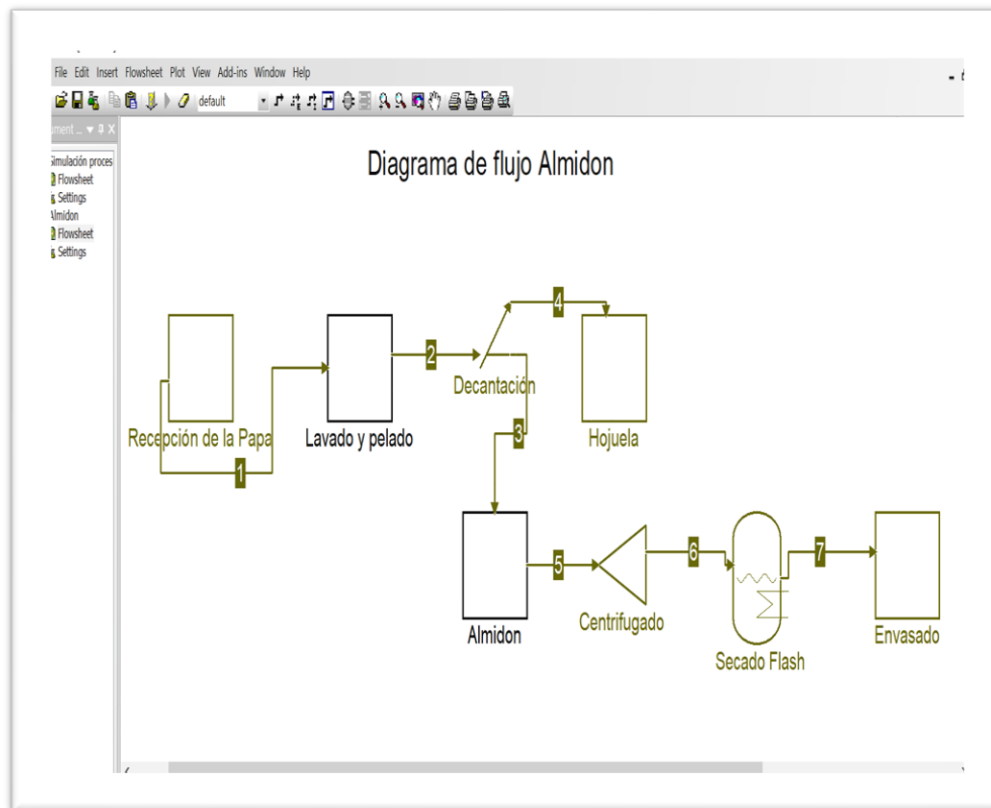 File Edit Insert Flowsheet Plot View Add-ins Window Help
default
ument ...
Simulación proces
Flowsheet
Settings
Almidon
Flowsheet
Settings
Diagrama de flujo Almidon
4
2
Decantación
Hojuela
Recepción de la Papa
Lavado y pelado
3
1
5
6
7
Almidon
Centrifugado
Secado Flash
Envasado